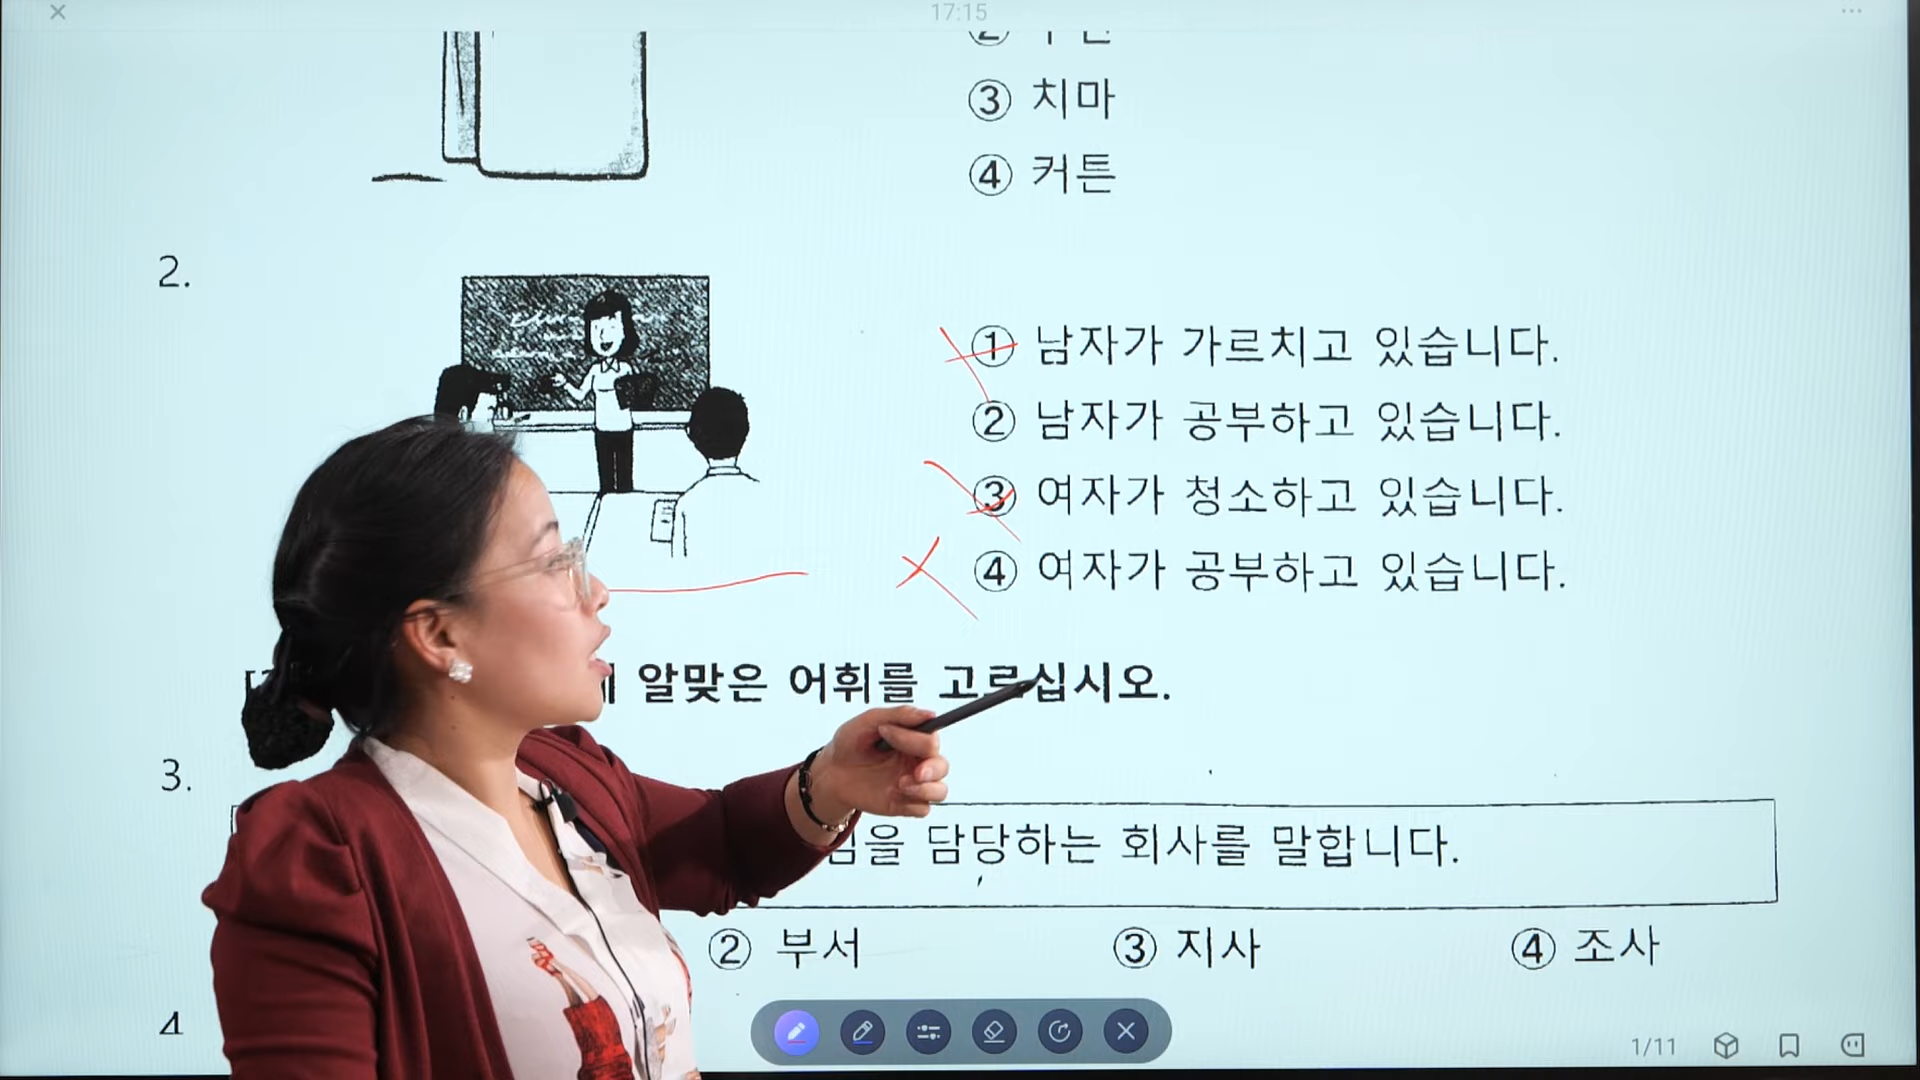 17:15
③ 치마
④ 커튼
2.
① 남자가 가르치고 있습니다.
② 남자가 공부하고 있습니다.
③ 여자가 청소하고 있습니다.
④ 여자가 공부하고 있습니다.
알맞은 어휘를 고르십시오.
3.
담당하는 회사를 말합니다.
② 부서 ③ 지사 ④ 조사
4
1/11